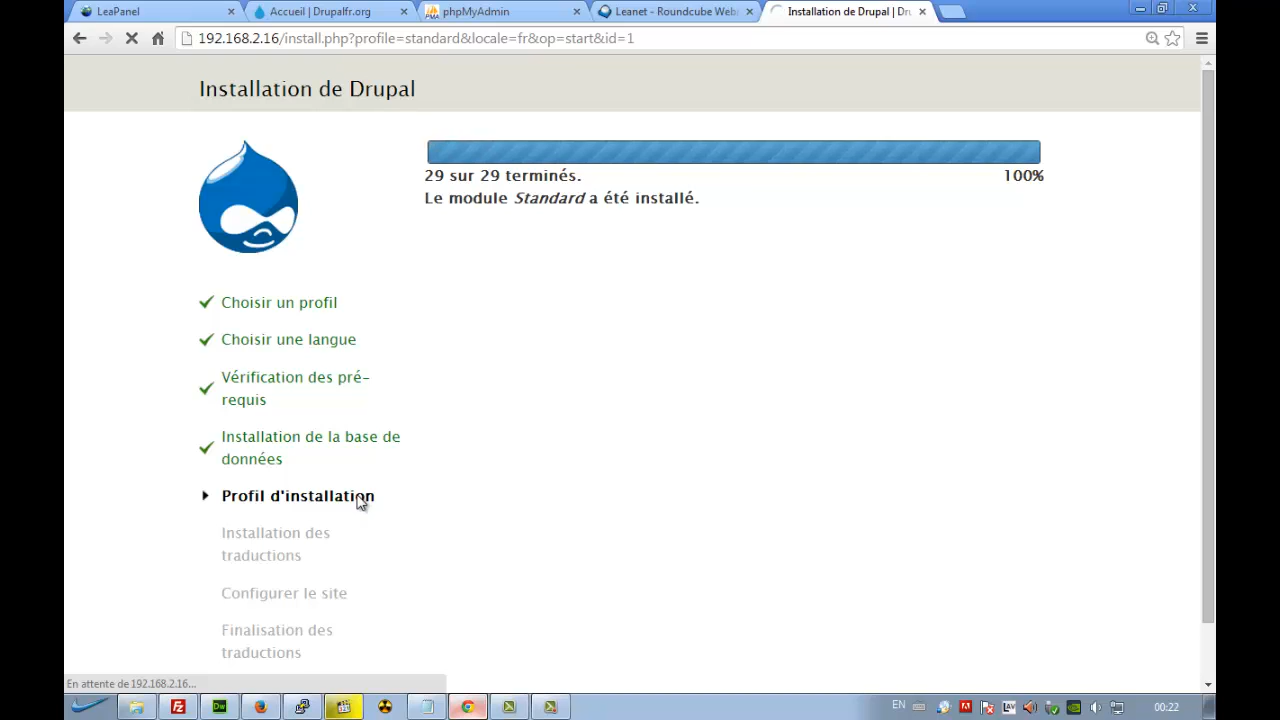 LeaPanel
Accueil | Drupalfr.org
phpMyAdmin
Leanet - Roundcube Web
Installation de Drupal | Dru
192.168.2.16/install.php?profile=standard&locale=fr&op=start&id=1
Installation de Drupal
29 sur 29 terminés.
100%
Le module Standard a été installé.
Choisir un profil
Choisir une langue
Vérification des pré-
requis
Installation de la base de
données
Profil d'installation
Installation des
traductions
Configurer le site
Finalisation des
traductions
En attente de 192.168.2.16...
EN
00:22